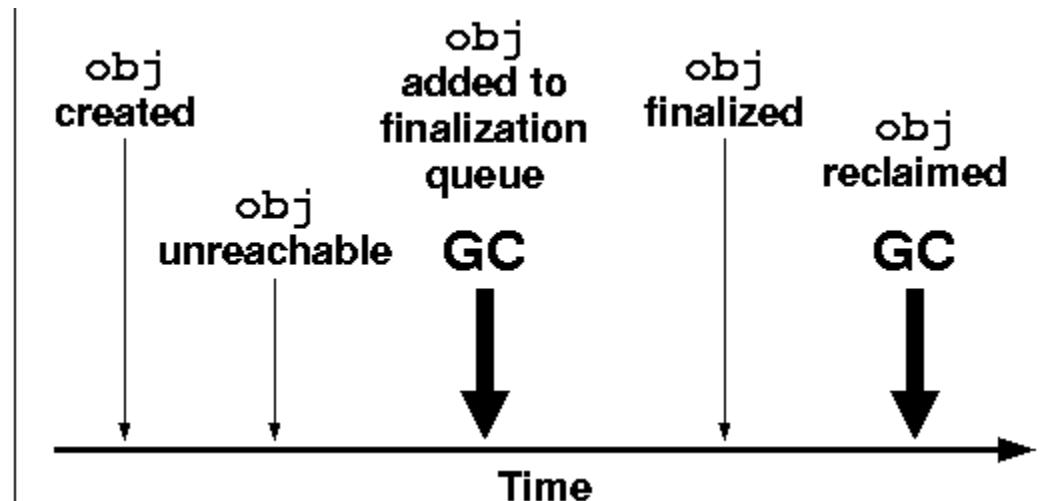 obj
created
obj
unreachable
obj
added to
finalization
queue
GC
obj
finalized
obj
reclaimed
GC
Time